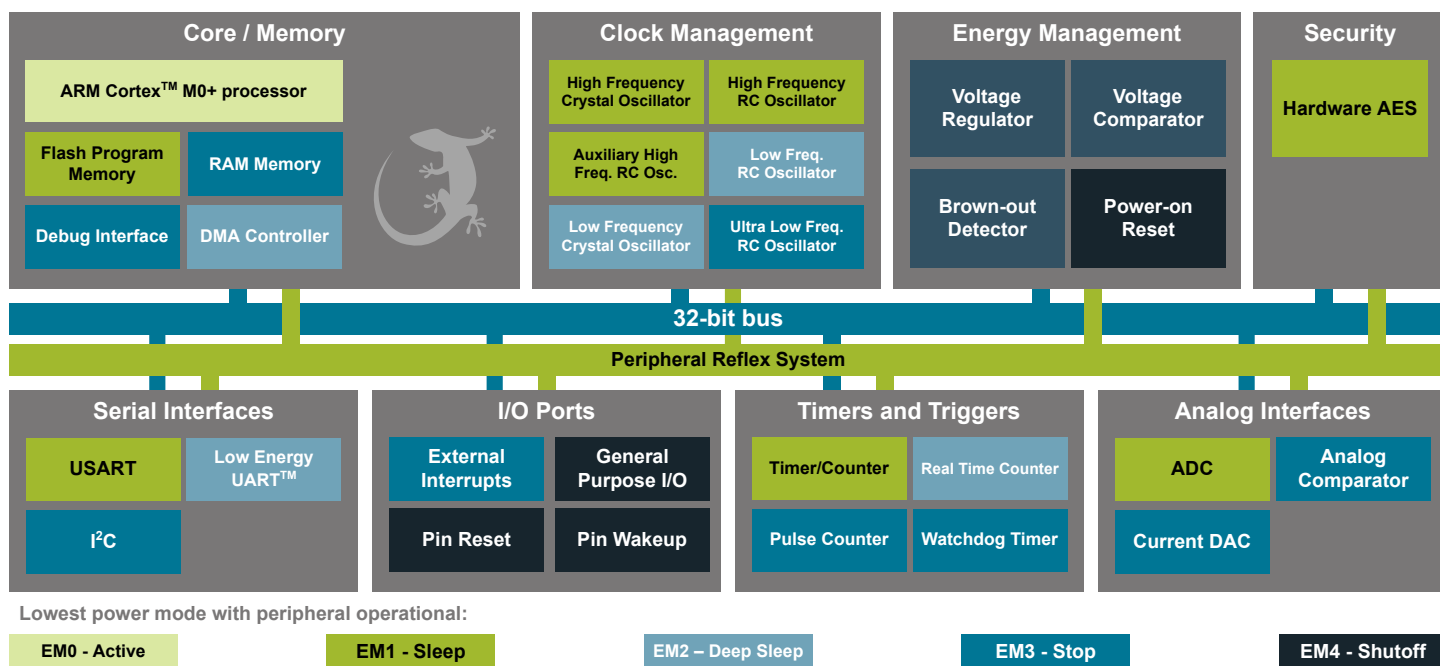 Core / Memory
ARM Cortex™ M0+ processor
Flash Program
Memory
RAM Memory
Debug Interface
DMA Controller
Clock Management
High Frequency
Crystal Oscillator
High Frequency
RC Oscillator
Auxiliary High
Freq. RC Osc.
Low Freq.
RC Oscillator
Low Frequency
Crystal Oscillator
Ultra Low Freq.
RC Oscillator
Energy Management
Voltage
Regulator
Voltage
Comparator
Brown-out
Detector
Power-on
Reset
Security
Hardware AES
32-bit bus
Peripheral Reflex System
Serial Interfaces
USART
Low Energy
UART™
I²C
I/O Ports
External
Interrupts
General
Purpose I/O
Pin Reset
Pin Wakeup
Timers and Triggers
Timer/Counter
Real Time Counter
Pulse Counter
Watchdog Timer
Analog Interfaces
ADC
Analog
Comparator
Current DAC
Lowest power mode with peripheral operational:
EM0 - Active
EM1 - Sleep
EM2 – Deep Sleep
EM3 - Stop
EM4 - Shutoff